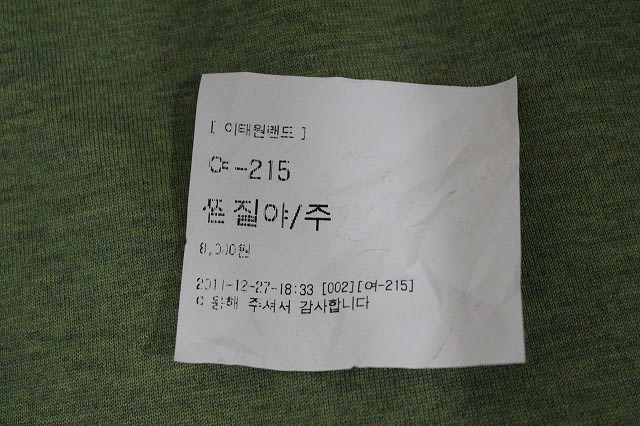 [ 이태원랜드 ]
여-215
찜질야/주
8,000원
2011-12-27-18:33 [002][여-215]
이용해 주셔서 감사합니다